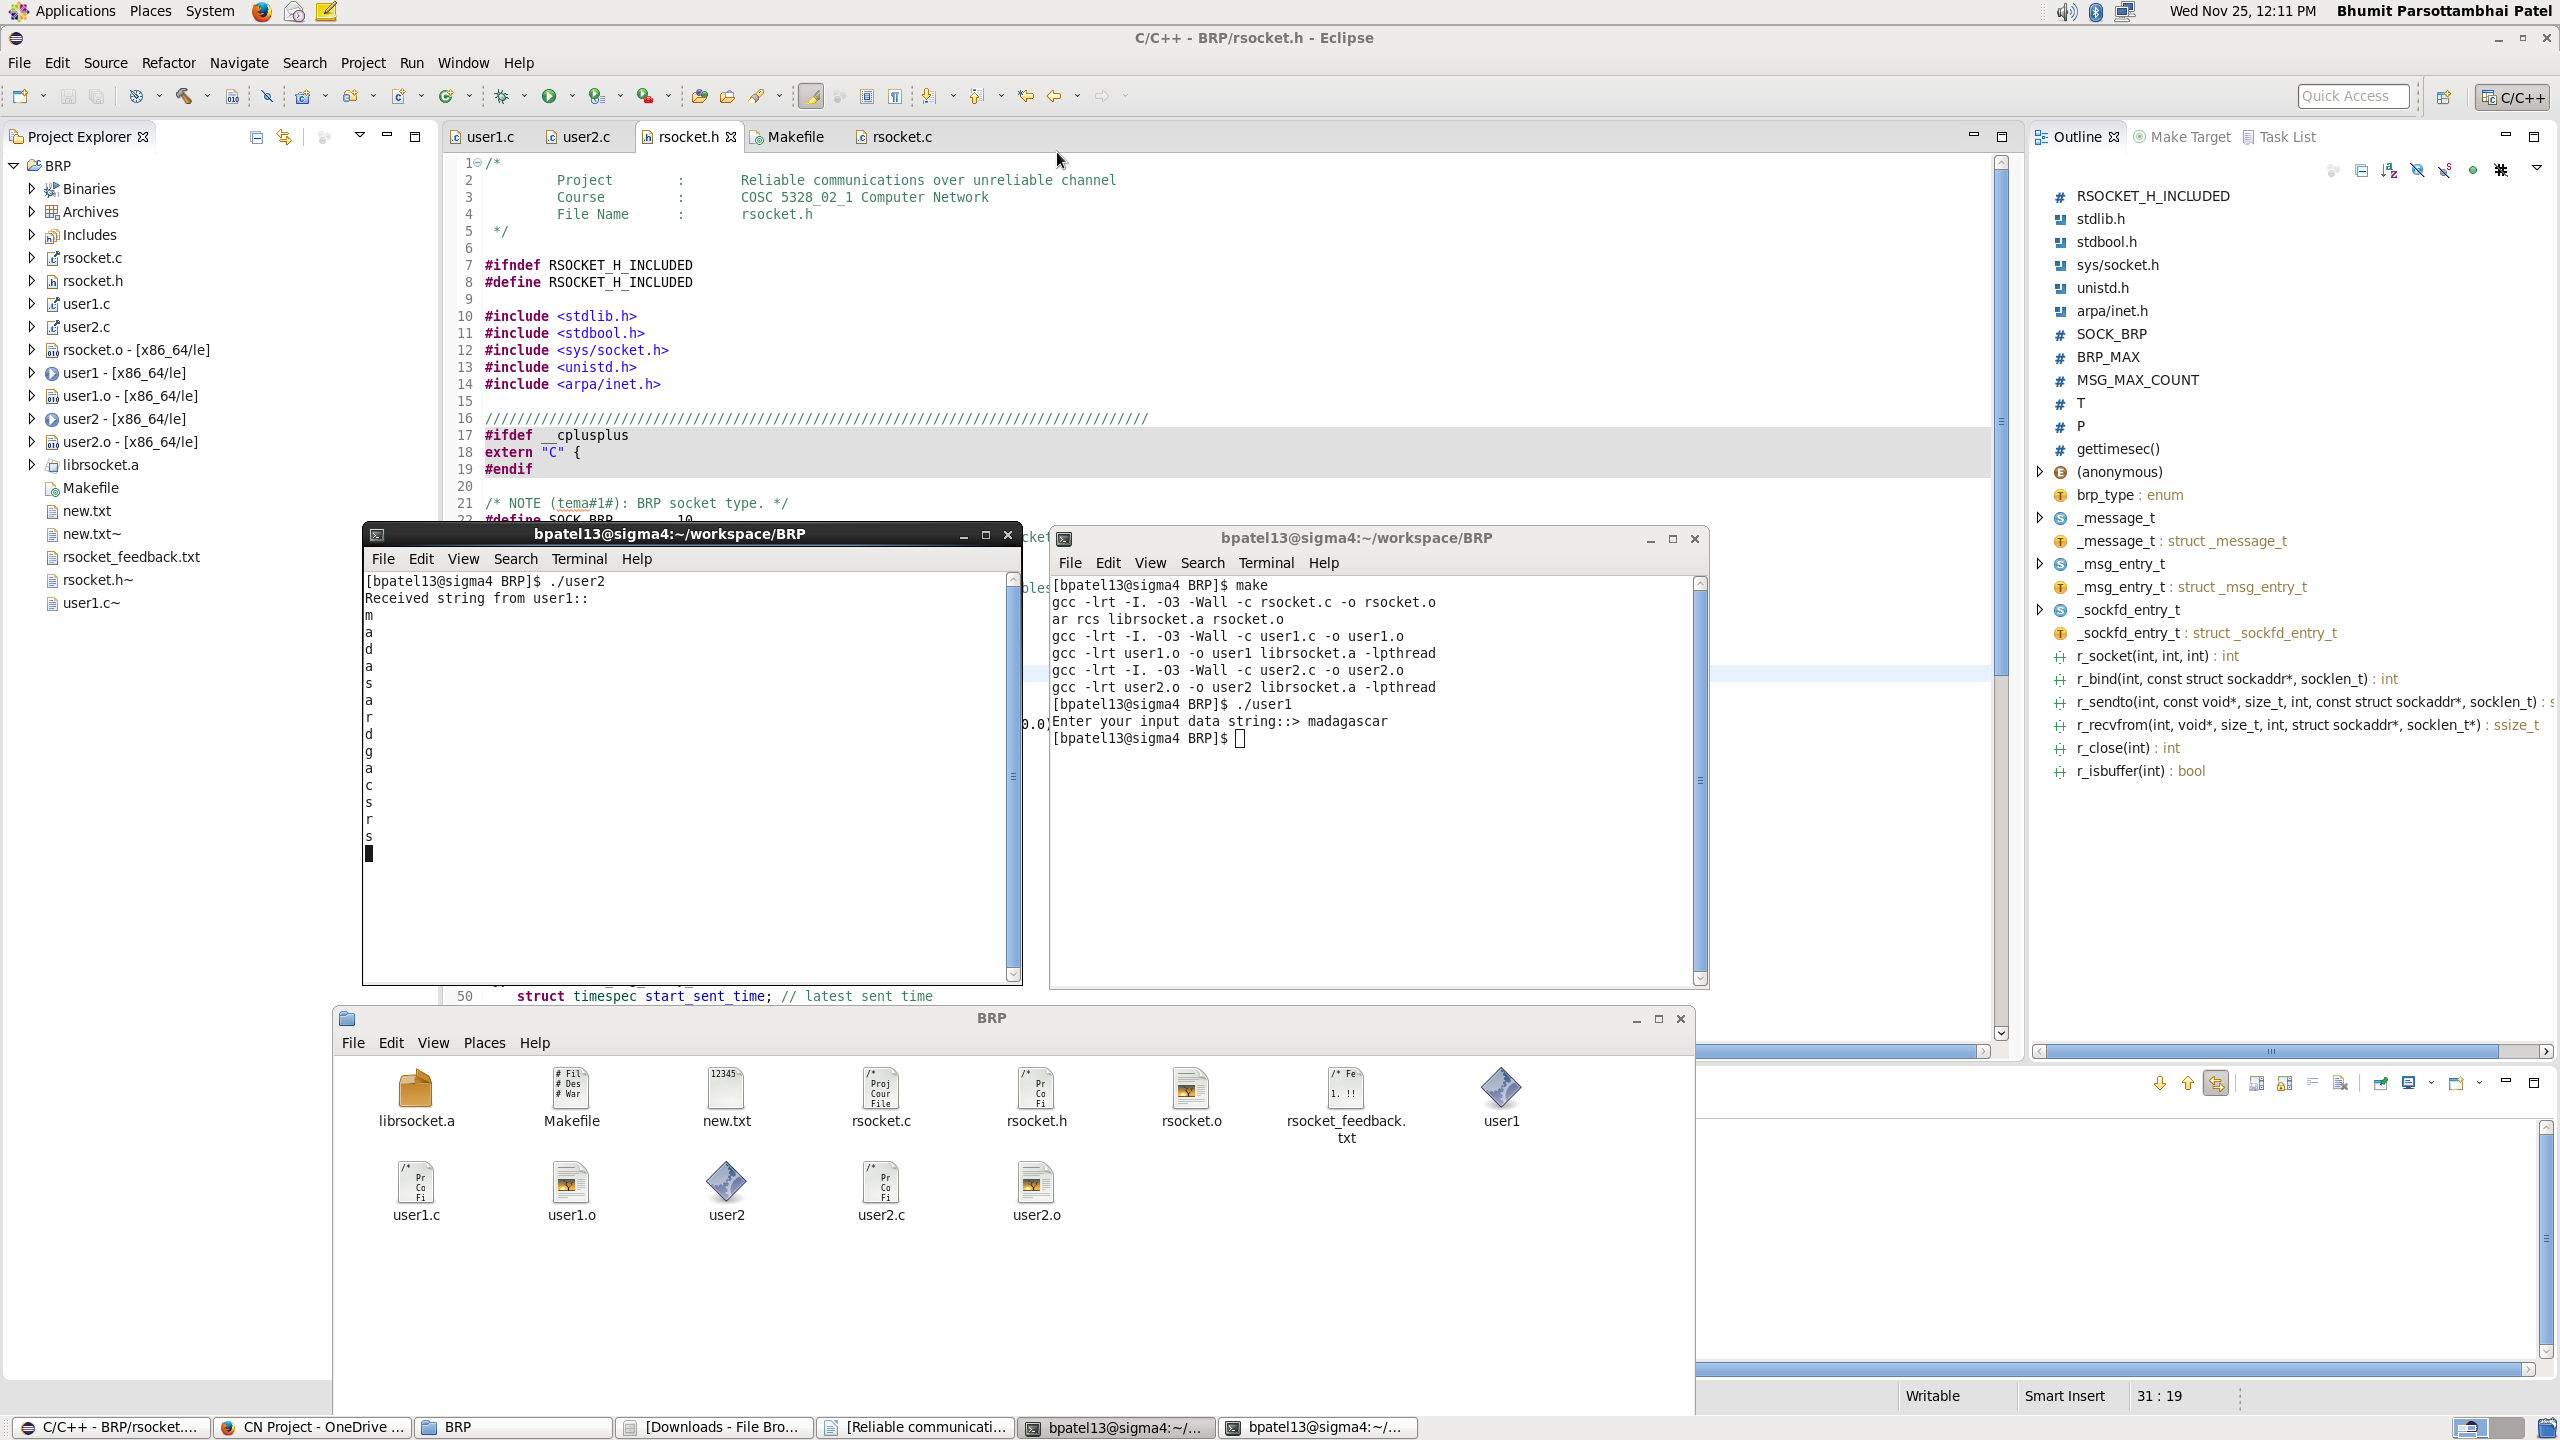 Applications Places System Wed Nov 25, 12:11 PM Bhumit Parsottambhai Patel
C/C++ - BRP/rsocket.h - Eclipse
File Edit Source Refactor Navigate Search Project Run Window Help
Quick Access C/C++
Project Explorer
BRP
Binaries
Archives
Includes
rsocket.c
rsocket.h
user1.c
user2.c
rsocket.o - [x86_64/le]
user1 - [x86_64/le]
user1.o - [x86_64/le]
user2 - [x86_64/le]
user2.o - [x86_64/le]
librsocket.a
Makefile
new.txt
new.txt~
rsocket_feedback.txt
rsocket.h~
user1.c~
user1.c user2.c rsocket.h Makefile rsocket.c
1 /*
2 Project : Reliable communications over unreliable channel
3 Course : COSC 5328_02_1 Computer Network
4 File Name : rsocket.h
5 */
6
7 #ifndef RSOCKET_H_INCLUDED
8 #define RSOCKET_H_INCLUDED
9
10 #include <stdlib.h>
11 #include <stdbool.h>
12 #include <sys/socket.h>
13 #include <unistd.h>
14 #include <arpa/inet.h>
15
16 ///////////////////////////////////////////////////////////////////////////////////
17 #ifdef __cplusplus
18 extern "C" {
19 #endif
20
21 /* NOTE (tema#1#): BRP socket type. */
22 #define SOCK_BRP 10
0.0)
50 struct timespec start_sent_time; // latest sent time
bpatel13@sigma4:~/workspace/BRP
File Edit View Search Terminal Help
[bpatel13@sigma4 BRP]$ ./user2
Received string from user1::
m
a
d
a
s
a
r
d
g
a
c
s
r
s
bpatel13@sigma4:~/workspace/BRP
File Edit View Search Terminal Help
[bpatel13@sigma4 BRP]$ make
gcc -lrt -I. -O3 -Wall -c rsocket.c -o rsocket.o
ar rcs librsocket.a rsocket.o
gcc -lrt -I. -O3 -Wall -c user1.c -o user1.o
gcc -lrt user1.o -o user1 librsocket.a -lpthread
gcc -lrt -I. -O3 -Wall -c user2.c -o user2.o
gcc -lrt user2.o -o user2 librsocket.a -lpthread
[bpatel13@sigma4 BRP]$ ./user1
Enter your input data string::> madagascar
[bpatel13@sigma4 BRP]$
Outline Make Target Task List
RSOCKET_H_INCLUDED
stdlib.h
stdbool.h
sys/socket.h
unistd.h
arpa/inet.h
SOCK_BRP
BRP_MAX
MSG_MAX_COUNT
T
P
gettimesec()
(anonymous)
brp_type : enum
_message_t
_message_t : struct _message_t
_msg_entry_t
_msg_entry_t : struct _msg_entry_t
_sockfd_entry_t
_sockfd_entry_t : struct _sockfd_entry_t
r_socket(int, int, int) : int
r_bind(int, const struct sockaddr*, socklen_t) : int
r_sendto(int, const void*, size_t, int, const struct sockaddr*, socklen_t) : s
r_recvfrom(int, void*, size_t, int, struct sockaddr*, socklen_t*) : ssize_t
r_close(int) : int
r_isbuffer(int) : bool
BRP
File Edit View Places Help
librsocket.a Makefile new.txt rsocket.c rsocket.h rsocket.o rsocket_feedback.txt user1
user1.c user1.o user2 user2.c user2.o
Writable Smart Insert 31 : 19
C/C++ - BRP/rsocket.... CN Project - OneDrive ... BRP [Downloads - File Bro... [Reliable communicati... bpatel13@sigma4:~/... bpatel13@sigma4:~/...